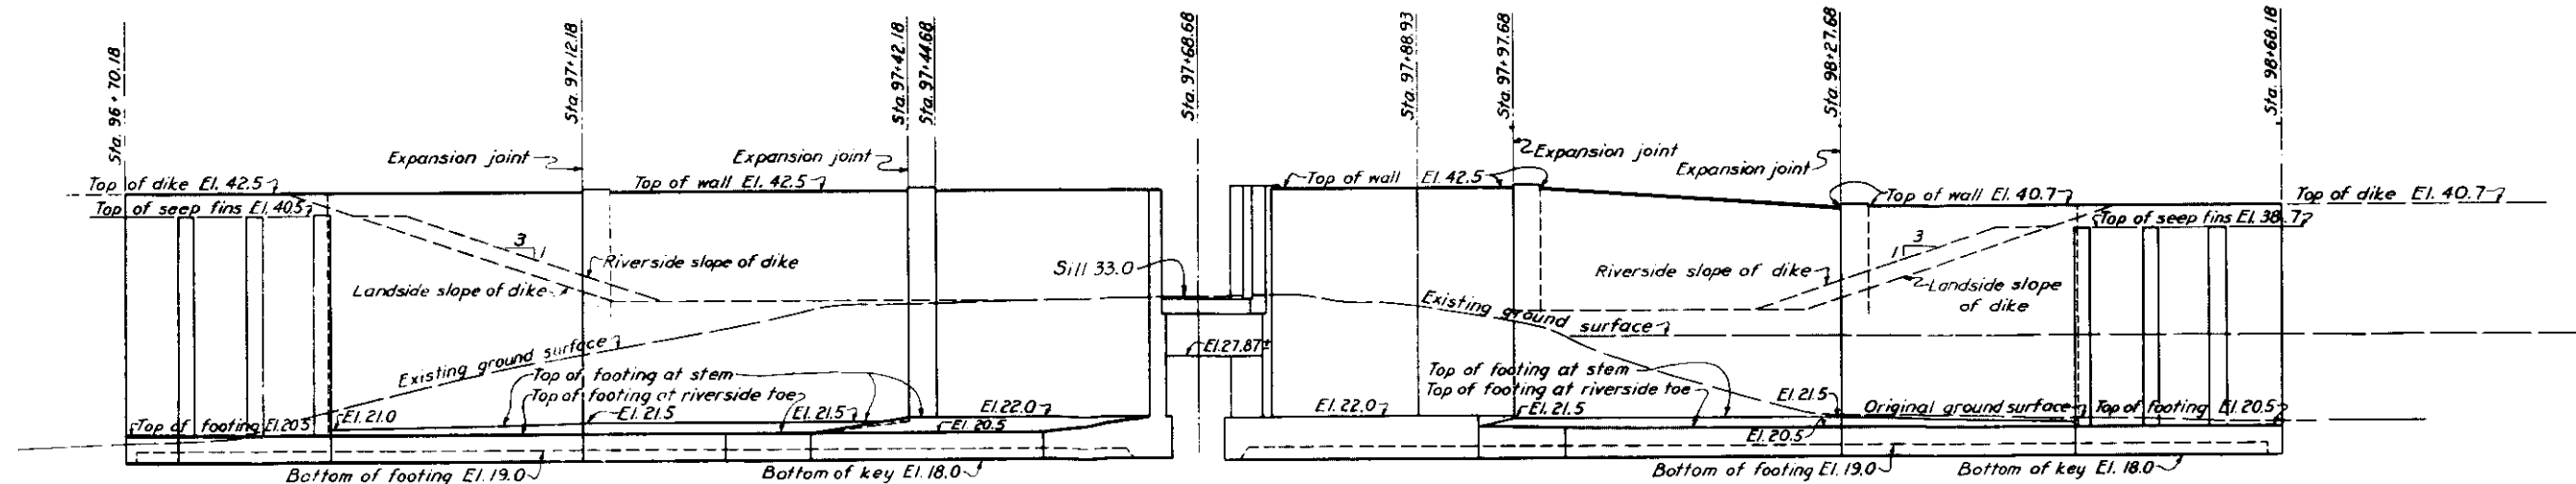 Sta. 96+70.18
Sta. 97+12.18
Sta. 97+42.18
Sta. 97+44.68
Sta. 97+68.68
Sta. 97+88.93
Sta. 97+97.68
Sta. 98+27.68
Sta. 98+68.18
Expansion joint
Expansion joint
Expansion joint
Expansion joint
Top of dike El. 42.5
Top of wall El. 42.5
Top of wall El. 42.5
Top of wall El. 40.7
Top of dike El. 40.7
Top of seep fins El. 40.5
Top of seep fins El. 38.7
3
1
Riverside slope of dike
Landside slope of dike
Sill 33.0
3
1
Riverside slope of dike
Landside slope
of dike
Existing ground surface
Existing ground surface
El. 27.87±
Top of footing at stem
Top of footing at riverside toe
Top of footing at stem
Top of footing at riverside toe
Top of footing El. 20.5
El. 21.0
El. 21.5
El. 21.5
El. 22.0
El. 20.5
El. 22.0
El. 21.5
El. 21.5
El. 20.5
Original ground surface
Top of footing El. 20.5
Bottom of footing El. 19.0
Bottom of key El. 18.0
Bottom of footing El. 19.0
Bottom of key El. 18.0